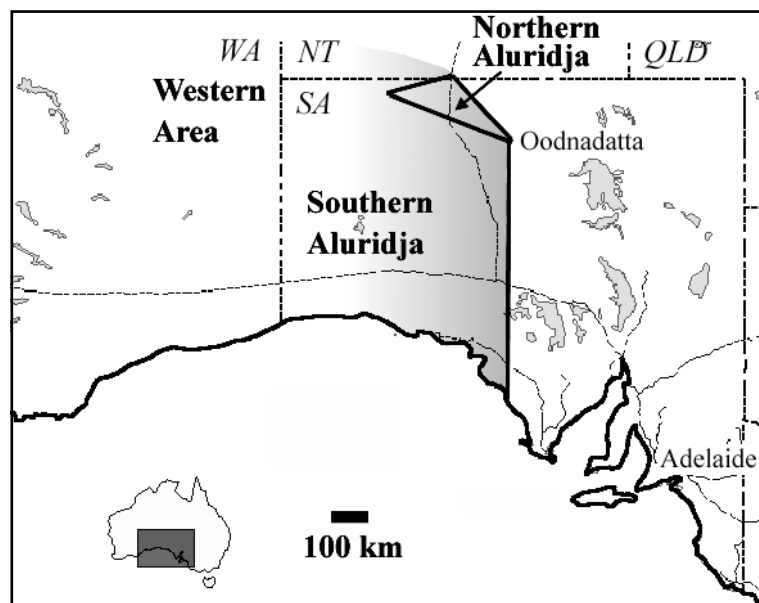 Northern
Aluridja
WA
NT
QLD
Western
Area
SA
Oodnadatta
Southern
Aluridja
Adelaide
100 km